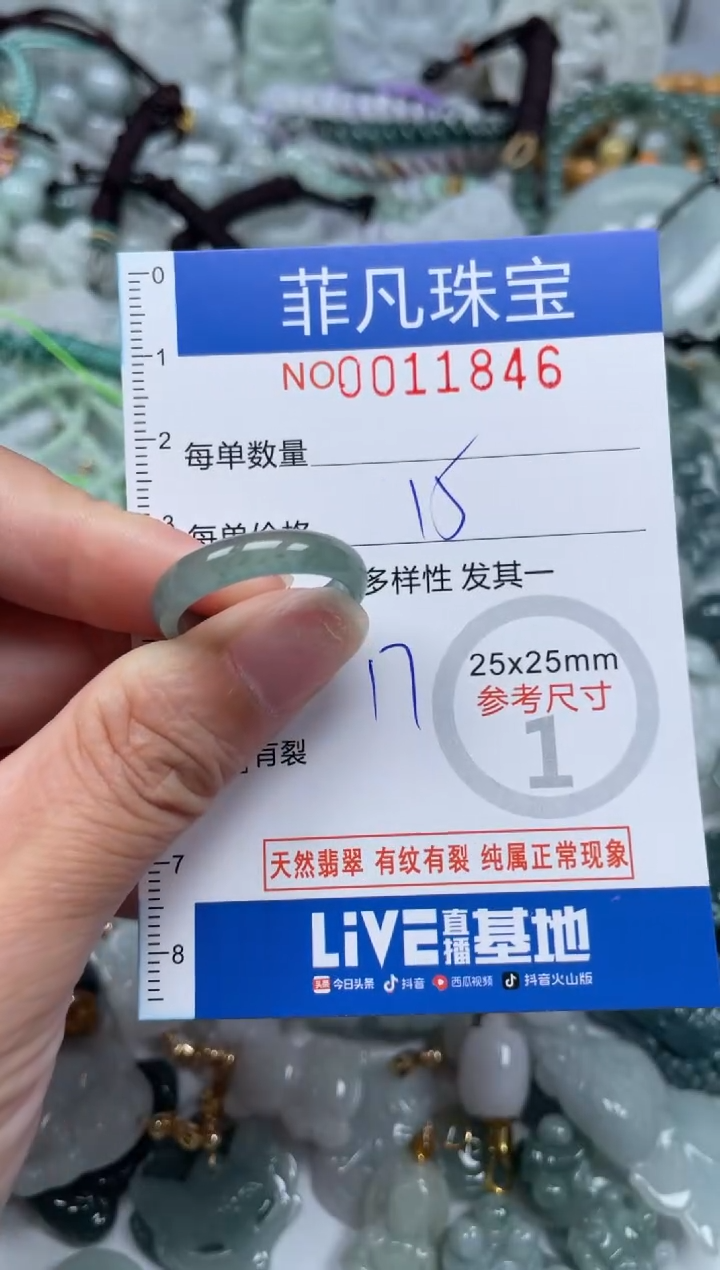 0
菲凡珠宝
1
NO0011846
2
每单数量
15
3
每单价格
多样性 发其一
25x25mm
17
参考尺寸
1
有裂
7
天然翡翠 有纹有裂 纯属正常现象
LiVE直播基地
8
头条 今日头条 抖音 西瓜视频 抖音火山版